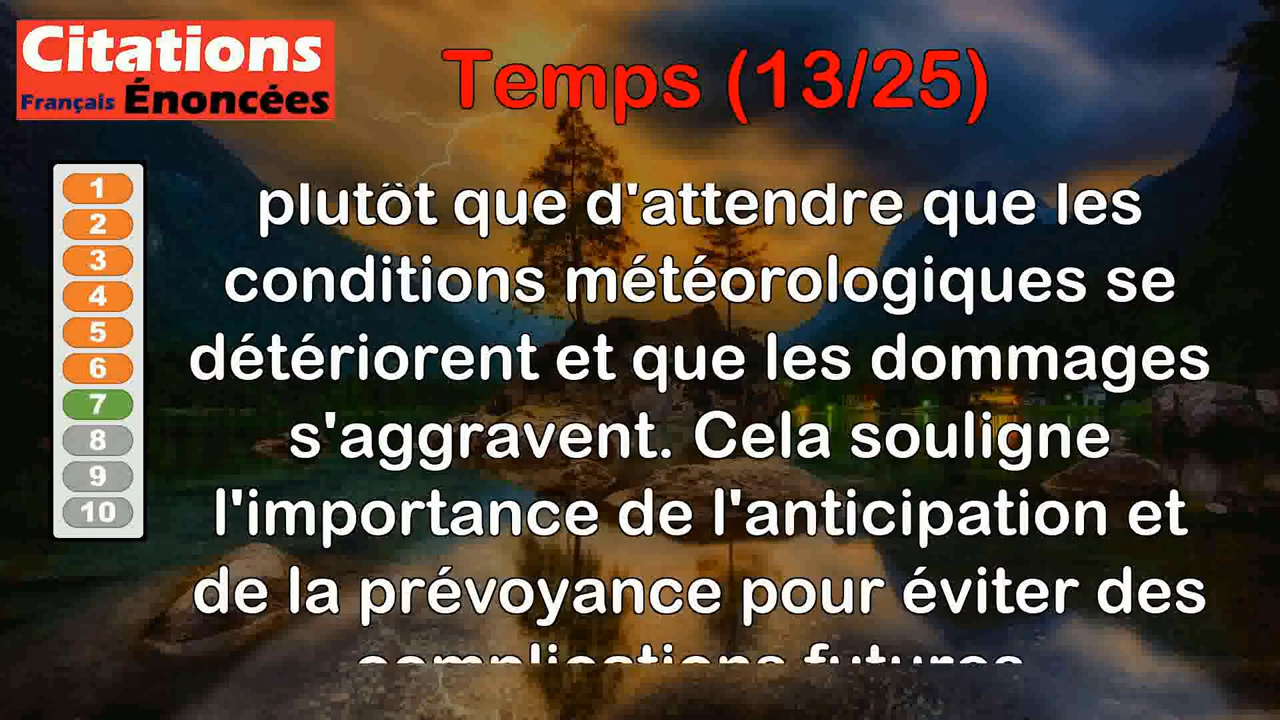 Citations
Français Énoncées
Temps (13/25)
1
2
3
4
5
6
7
8
9
10
plutôt que d'attendre que les
conditions météorologiques se
détériorent et que les dommages
s'aggravent. Cela souligne
l'importance de l'anticipation et
de la prévoyance pour éviter des
complications futures